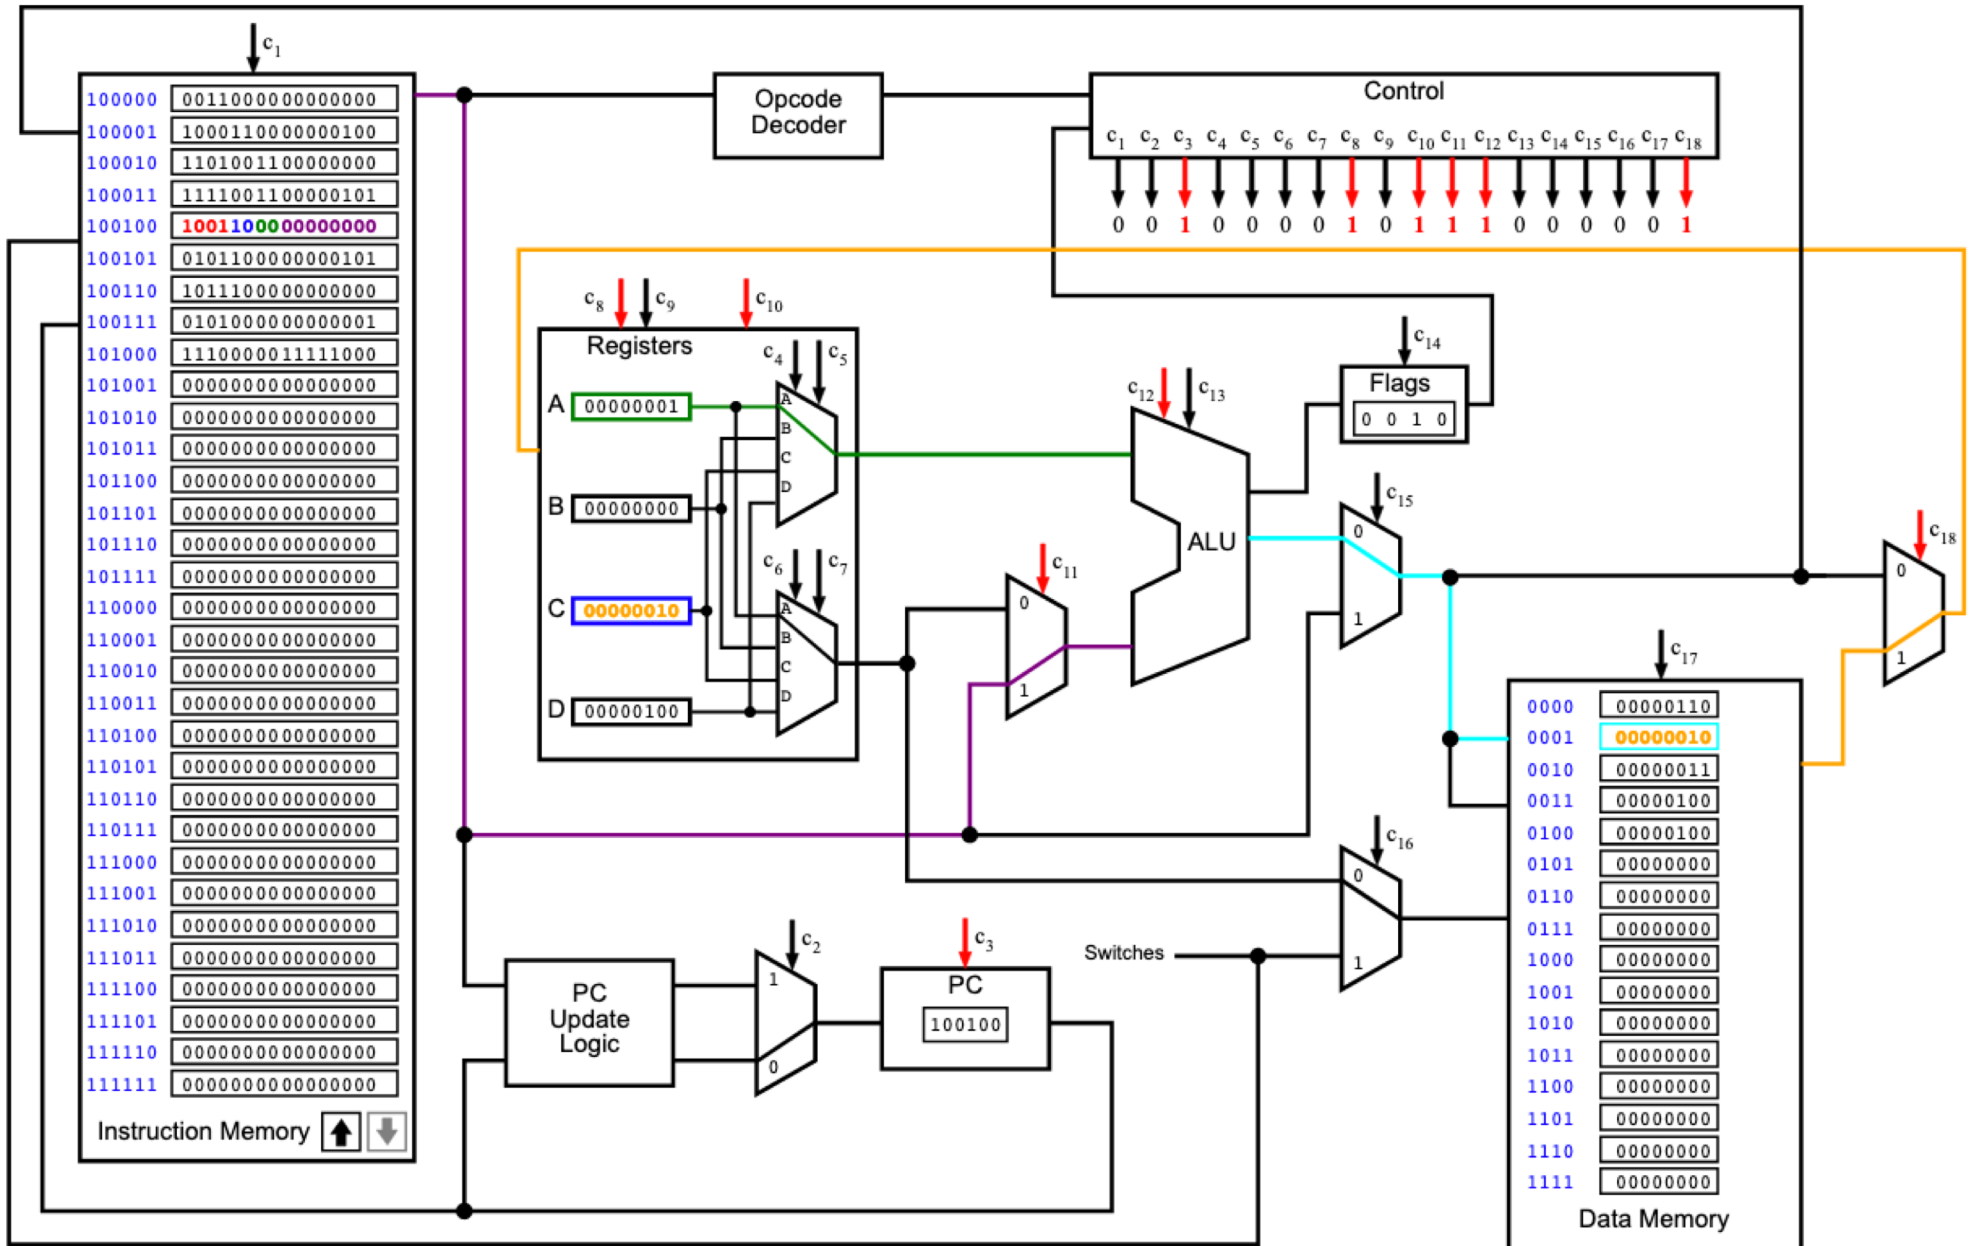 c1
100000 0011000000000000
100001 1000110000000100
100010 1101001100000000
100011 1111001100000101
100100 1001100000000000
100101 0101100000000101
100110 1011100000000000
100111 0101000000000001
101000 1110000011111000
101001 0000000000000000
101010 0000000000000000
101011 0000000000000000
101100 0000000000000000
101101 0000000000000000
101110 0000000000000000
101111 0000000000000000
110000 0000000000000000
110001 0000000000000000
110010 0000000000000000
110011 0000000000000000
110100 0000000000000000
110101 0000000000000000
110110 0000000000000000
110111 0000000000000000
111000 0000000000000000
111001 0000000000000000
111010 0000000000000000
111011 0000000000000000
111100 0000000000000000
111101 0000000000000000
111110 0000000000000000
111111 0000000000000000
Instruction Memory
Opcode
Decoder
Control
c1 c2 c3 c4 c5 c6 c7 c8 c9 c10 c11 c12 c13 c14 c15 c16 c17 c18
0 0 1 0 0 0 0 1 0 1 1 1 0 0 0 0 0 1
c8 c9 c10
Registers
c4 c5
A 00000001
A
B
C
D
B 00000000
c6 c7
C 00000010
A
B
C
D
D 00000100
c11
0
1
c12 c13
ALU
c14
Flags
0 0 1 0
c15
0
1
c18
0
1
c16
0
1
Switches
c17
0000 00000110
0001 00000010
0010 00000011
0011 00000100
0100 00000100
0101 00000000
0110 00000000
0111 00000000
1000 00000000
1001 00000000
1010 00000000
1011 00000000
1100 00000000
1101 00000000
1110 00000000
1111 00000000
Data Memory
PC
Update
Logic
c2
1
0
c3
PC
100100